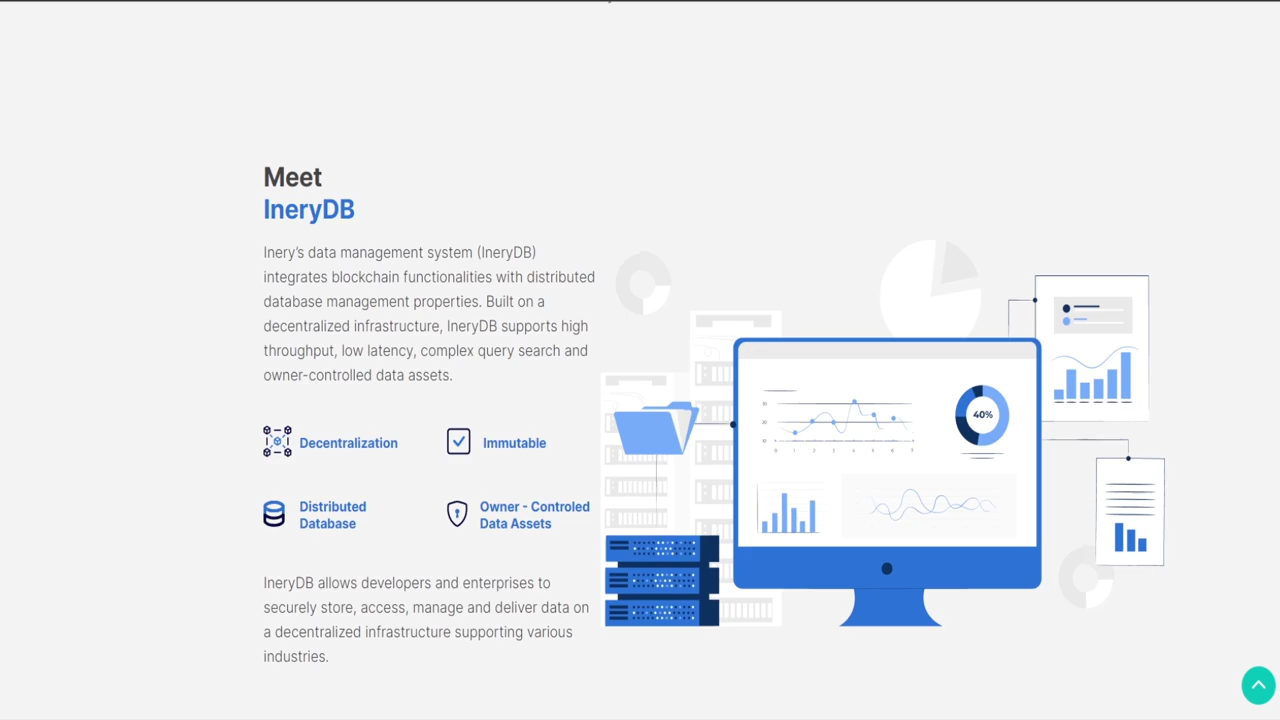 Meet
IneryDB
Inery's data management system (IneryDB)
integrates blockchain functionalities with distributed
database management properties. Built on a
decentralized infrastructure, IneryDB supports high
throughput, low latency, complex query search and
owner-controlled data assets.
Decentralization
Immutable
Distributed
Database
Owner - Controled
Data Assets
IneryDB allows developers and enterprises to
securely store, access, manage and deliver data on
a decentralized infrastructure supporting various
industries.
40%